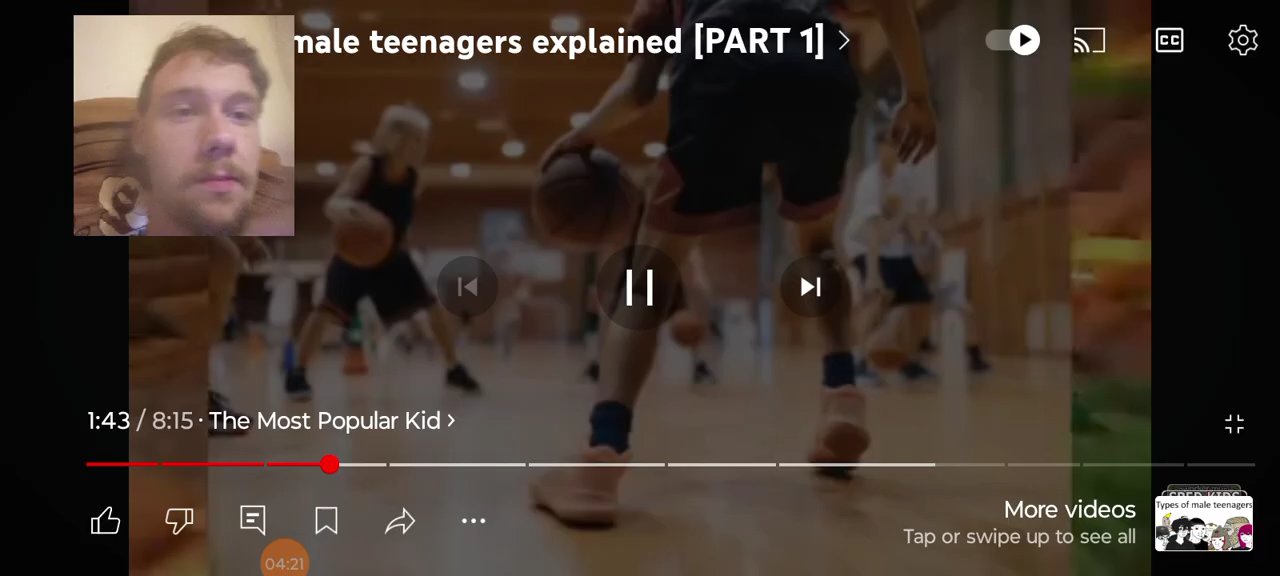 male teenagers explained [PART 1]
CC
1:43 / 8:15 · The Most Popular Kid
More videos
Tap or swipe up to see all
Types of male teenagers
04:21